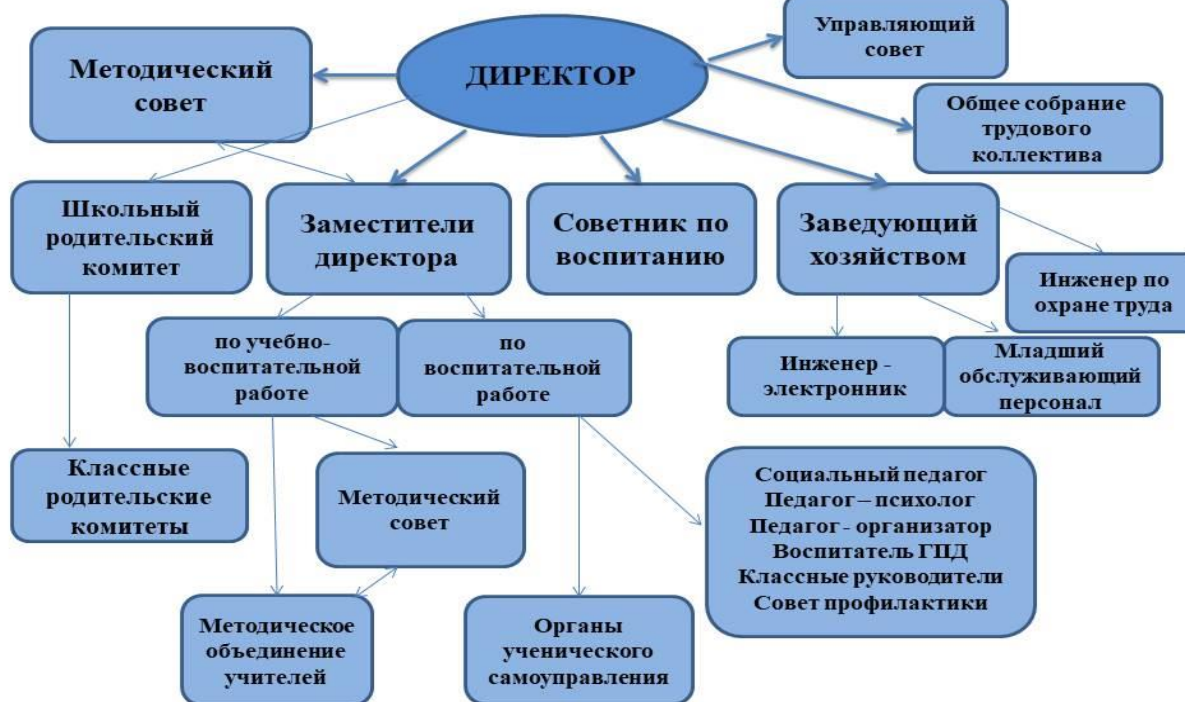 Управляющий
совет
Методический
совет
ДИРЕКТОР
Общее собрание
трудового
коллектива
Школьный
родительский
комитет
Заместители
директора
Советник по
воспитанию
Заведующий
хозяйством
Инженер по
охране труда
по учебно-
воспитательной
работе
по
воспитательной
работе
Инженер -
электронник
Младший
обслуживающий
персонал
Классные
родительские
комитеты
Методический
совет
Социальный педагог
Педагог – психолог
Педагог - организатор
Воспитатель ГПД
Классные руководители
Совет профилактики
Методическое
объединение
учителей
Органы
ученического
самоуправления